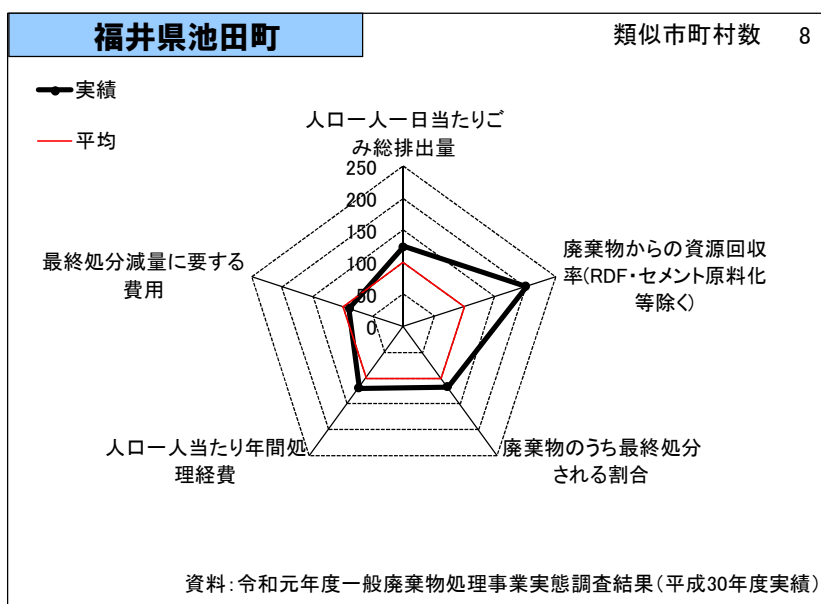 福井県池田町
類似市町村数 8
実績
平均
人口一人一日当たりご
み総排出量
廃棄物からの資源回収
率(RDF・セメント原料化
等除く)
廃棄物のうち最終処分
される割合
人口一人当たり年間処
理経費
最終処分減量に要する
費用
250
200
150
100
50
0
資料:令和元年度一般廃棄物処理事業実態調査結果(平成30年度実績)